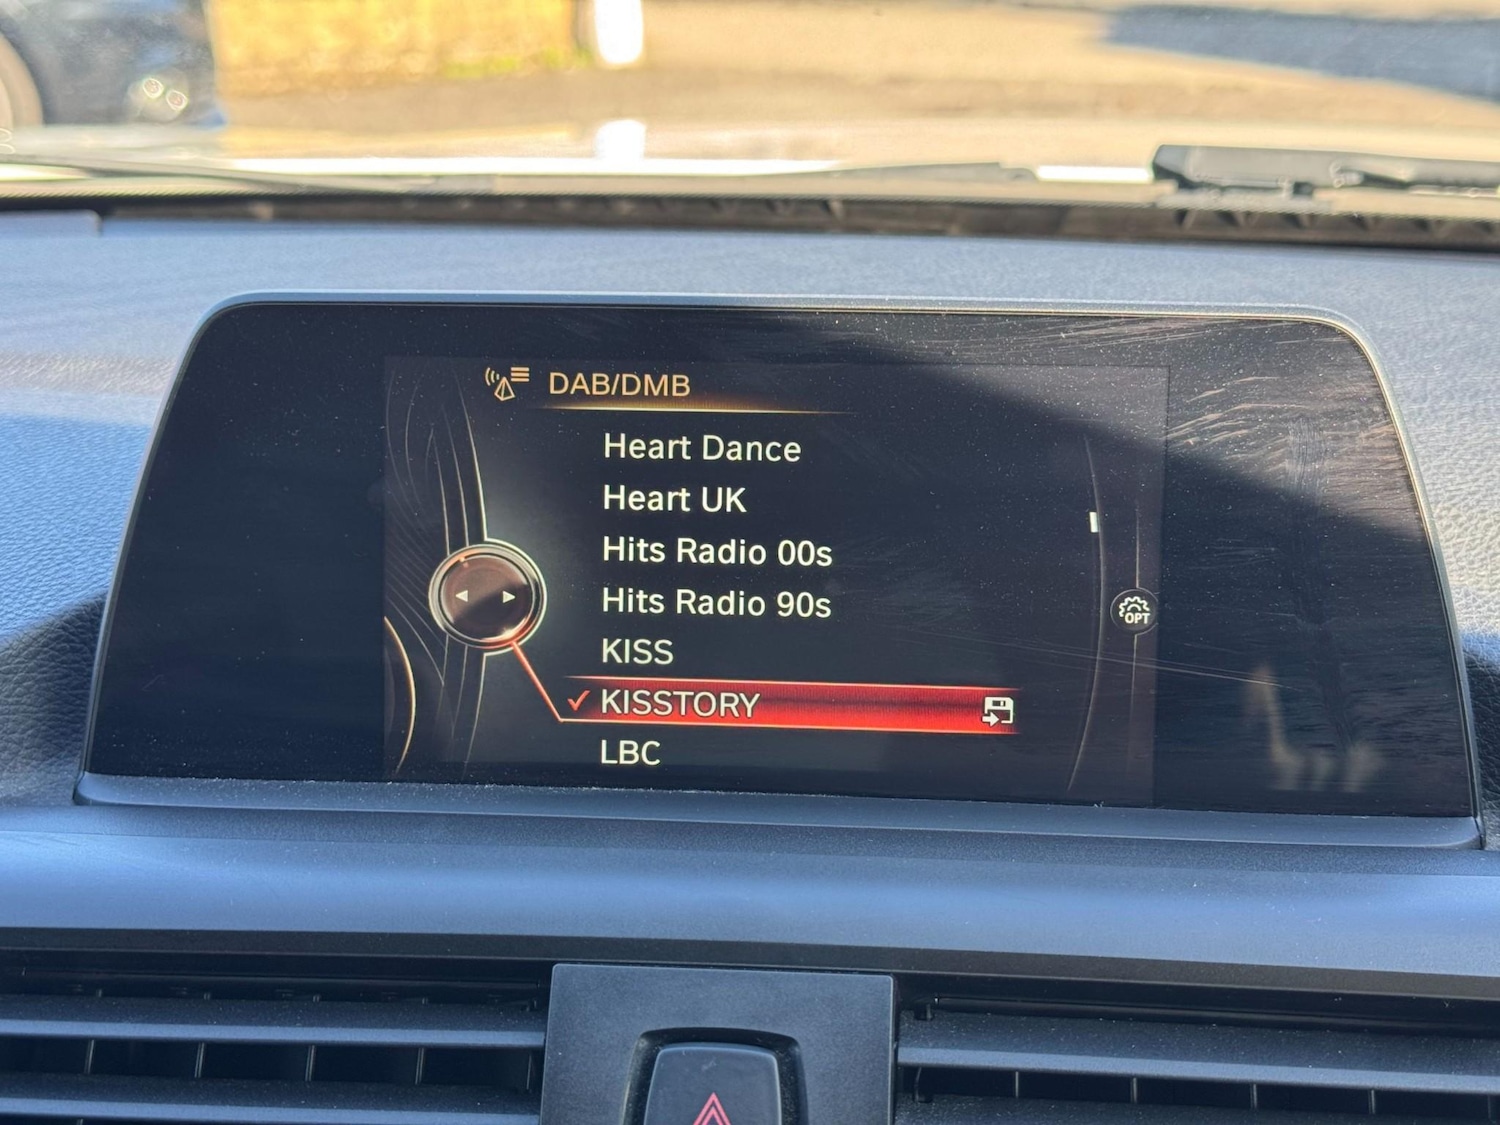 DAB/DMB
Heart Dance
Heart UK
Hits Radio 00s
Hits Radio 90s
KISS
KISSTORY
LBC
OPT